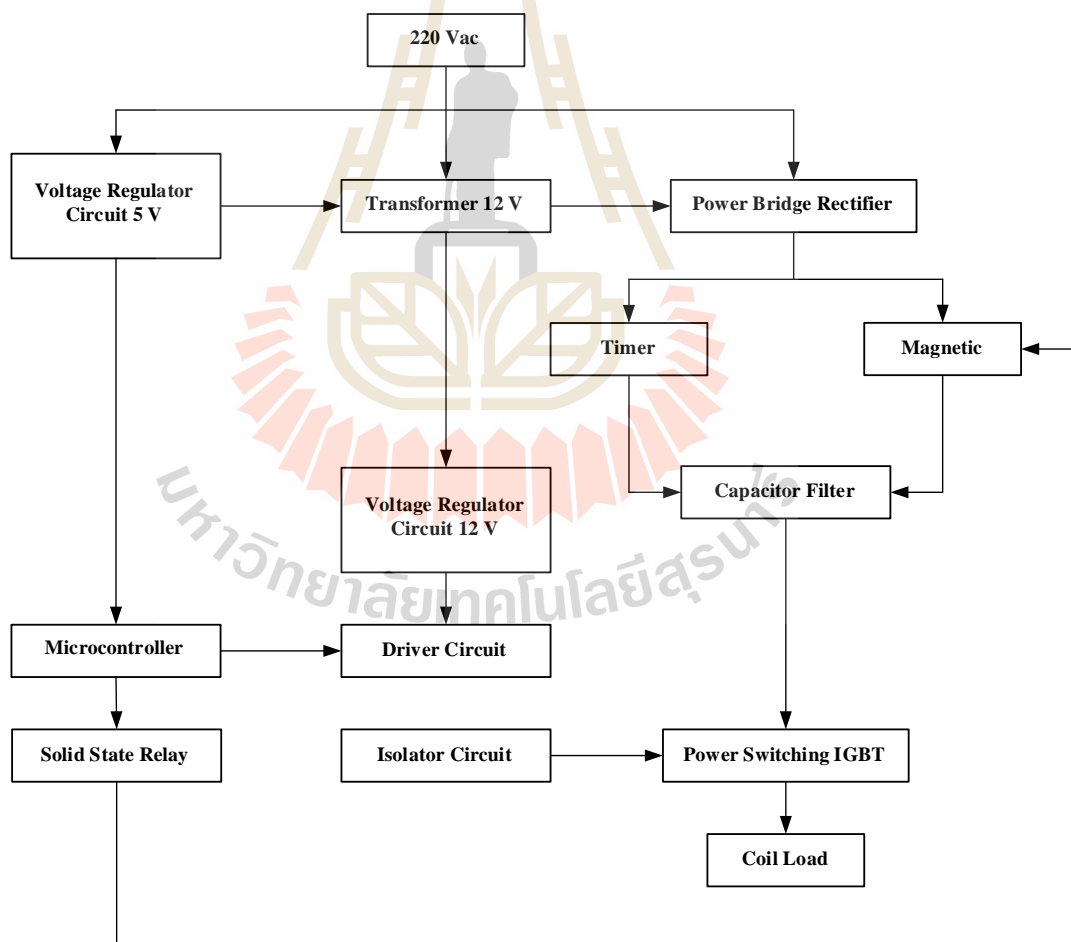 220 Vac
Voltage Regulator
Circuit 5 V
Transformer 12 V
Power Bridge Rectifier
Timer
Magnetic
Voltage Regulator
Circuit 12 V
Capacitor Filter
มหาวิทยาลัยเทคโนโลยีสุรนารี
Microcontroller
Driver Circuit
Solid State Relay
Isolator Circuit
Power Switching IGBT
Coil Load